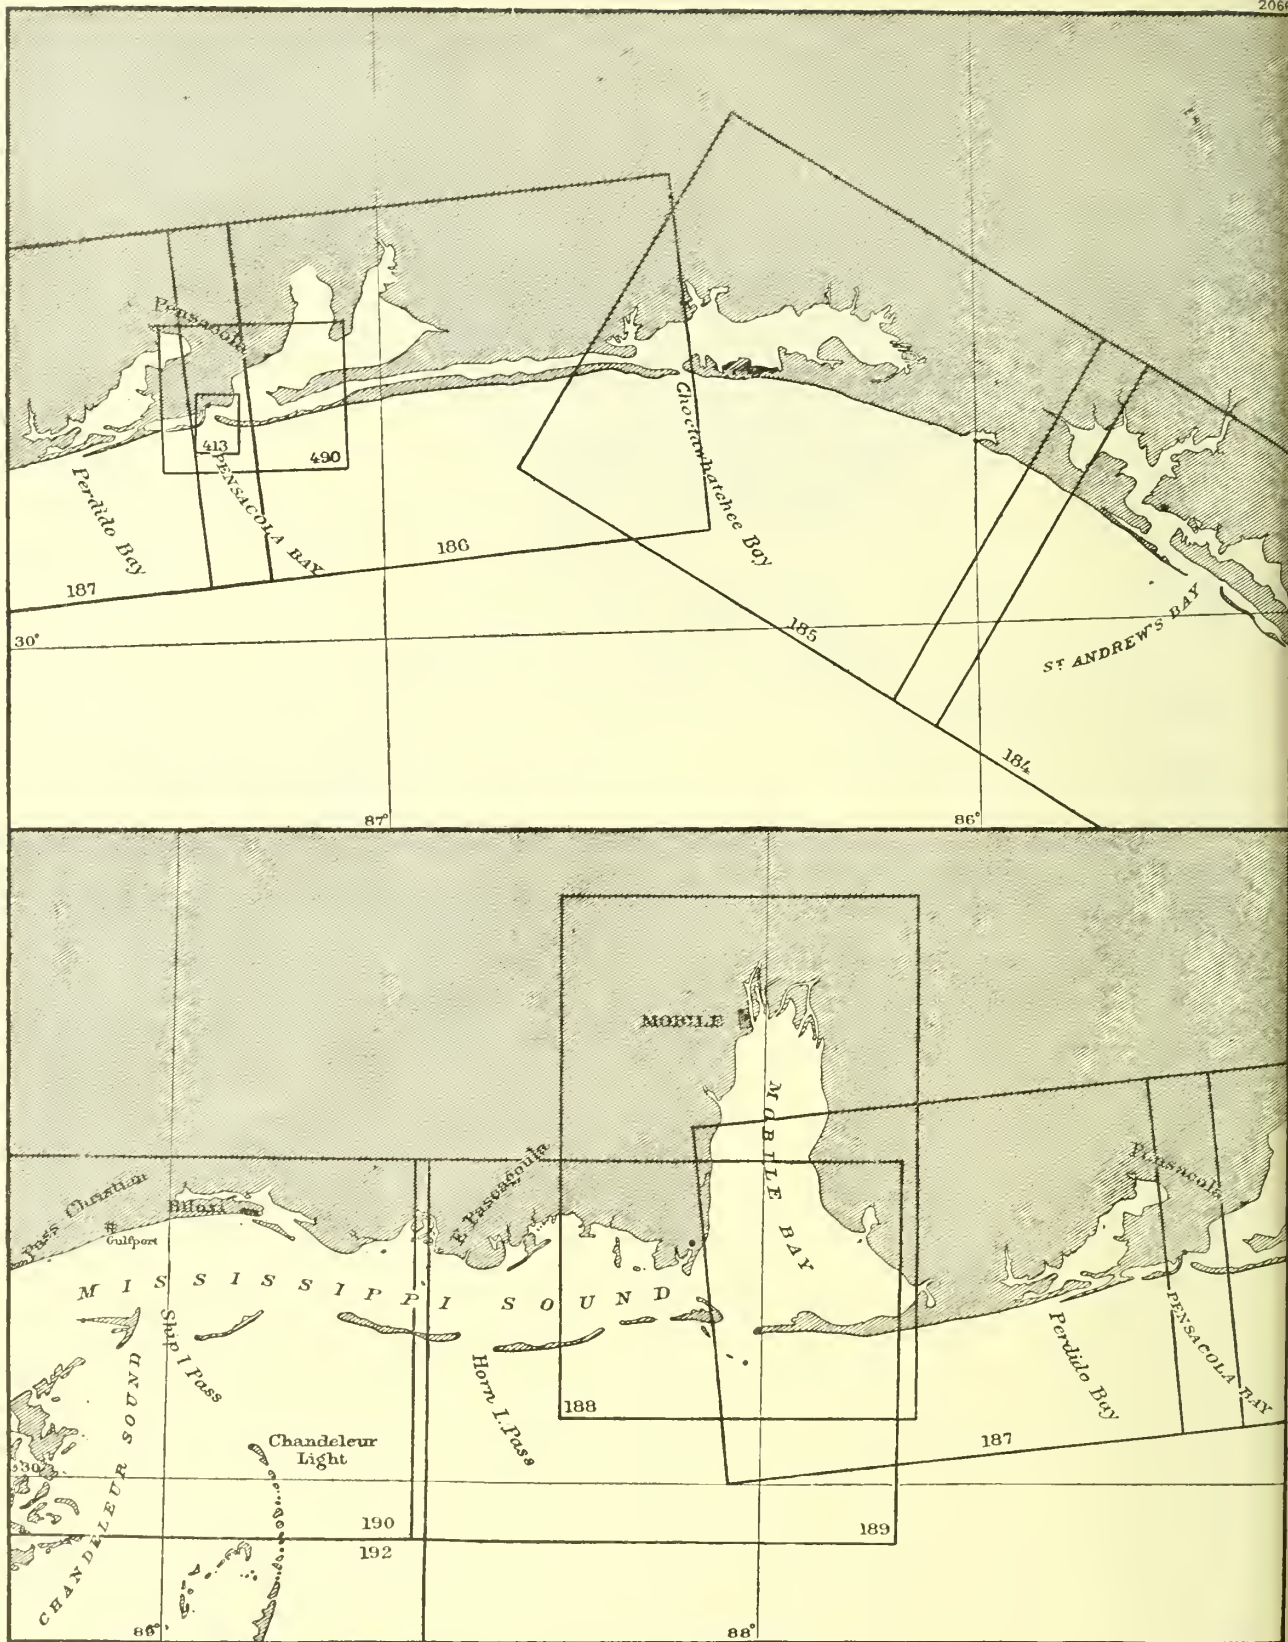 Pensacola
413
490
PENSACOLA BAY
Perdido Bay
187
186
Choctawhatchee Bay
185
184
ST ANDREW'S BAY
30°
87°
86°
MOBILE
MOBILE BAY
Pass Christian
Biloxi
Gulfport
E. Pascagoula
MISSISSIPPI SOUND
Ship I Pass
Horn I. Pass
CHANDELEUR SOUND
Chandeleur
Light
188
187
190
189
192
Pensacola
PENSACOLA BAY
Perdido Bay
30
88°